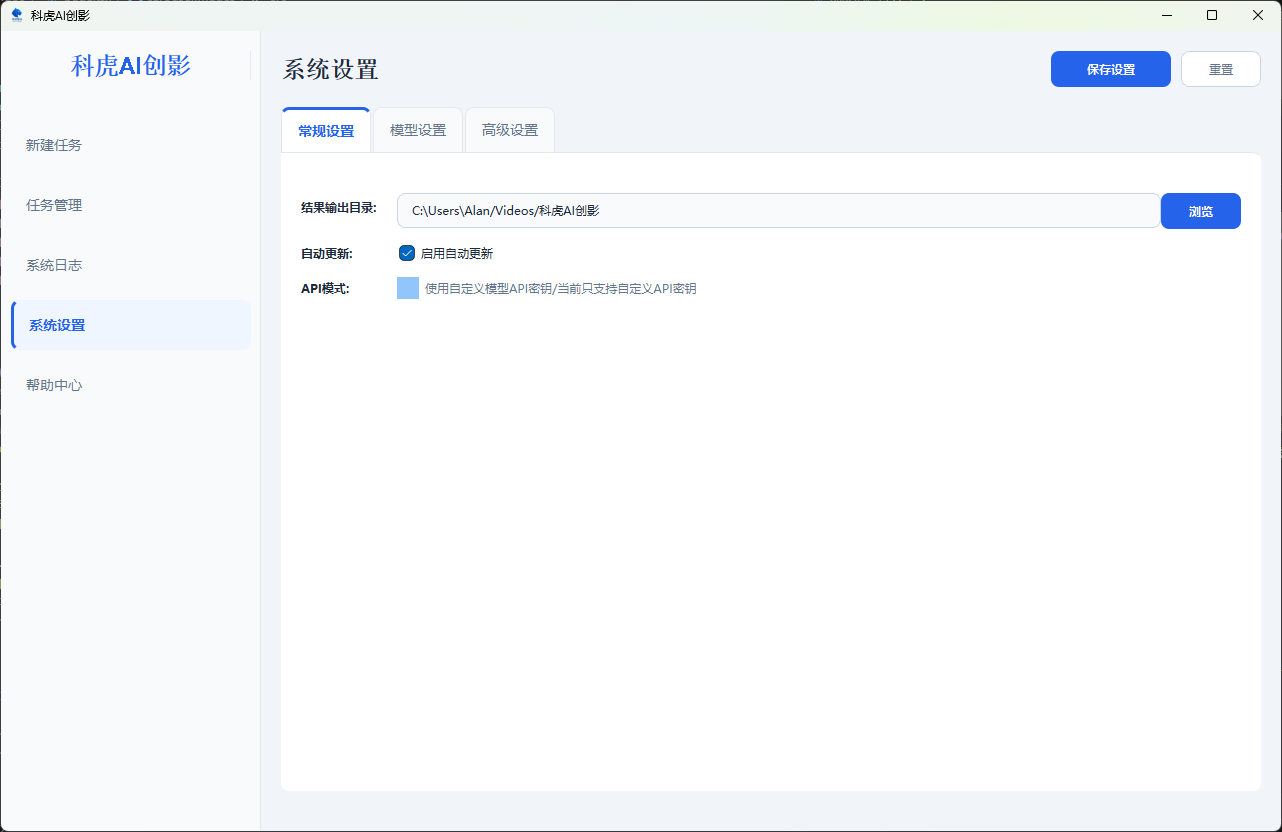 科虎AI创影
科虎AI创影
系统设置
保存设置
重置
常规设置
模型设置
高级设置
新建任务
任务管理
系统日志
系统设置
帮助中心
结果输出目录:
C:\Users\Alan/Videos/科虎AI创影
浏览
自动更新:
启用自动更新
API模式:
使用自定义模型API密钥/当前只支持自定义API密钥